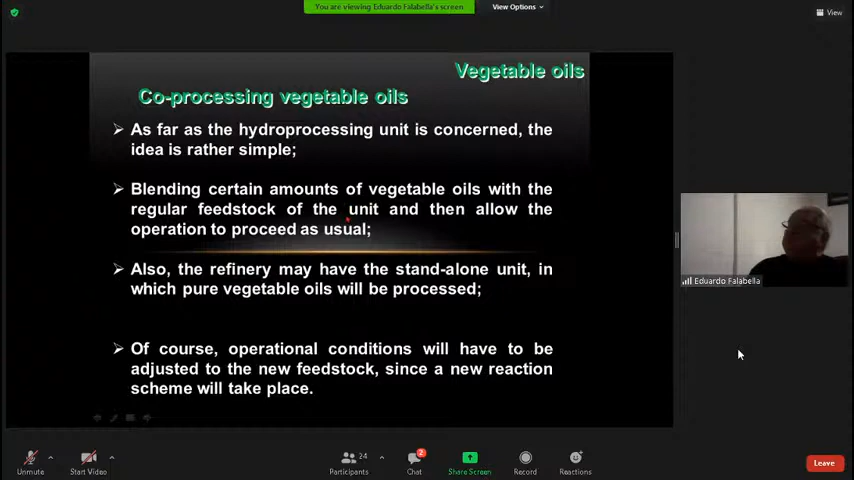 You are viewing Eduardo Falabella's screen
View Options
View
Vegetable oils
Co-processing vegetable oils
As far as the hydroprocessing unit is concerned, the
idea is rather simple;
Blending certain amounts of vegetable oils with the
regular feedstock of the unit and then allow the
operation to proceed as usual;
Also, the refinery may have the stand-alone unit, in
which pure vegetable oils will be processed;
Of course, operational conditions will have to be
adjusted to the new feedstock, since a new reaction
scheme will take place.
Eduardo Falabella
24
2
Unmute
Start Video
Participants
Chat
Share Screen
Record
Reactions
Leave